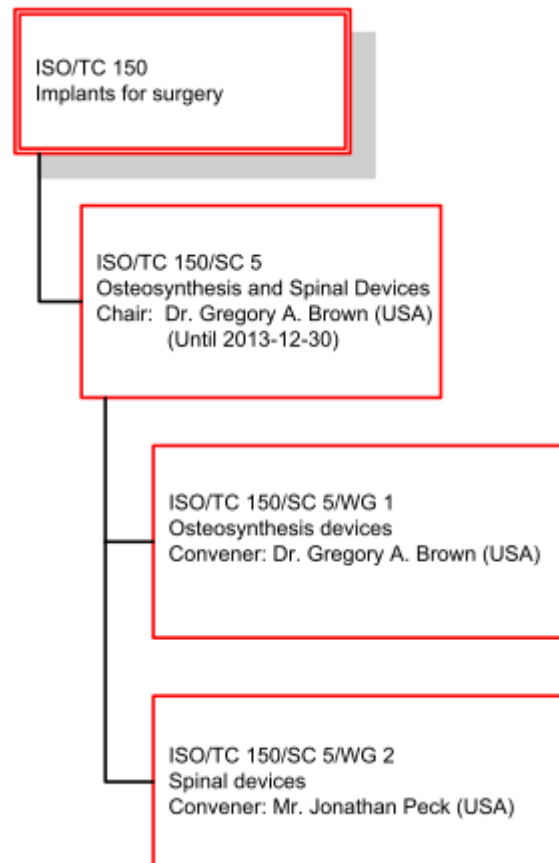 ISO/TC 150
Implants for surgery
ISO/TC 150/SC 5
Osteosynthesis and Spinal Devices
Chair: Dr. Gregory A. Brown (USA)
(Until 2013-12-30)
ISO/TC 150/SC 5/WG 1
Osteosynthesis devices
Convener: Dr. Gregory A. Brown (USA)
ISO/TC 150/SC 5/WG 2
Spinal devices
Convener: Mr. Jonathan Peck (USA)